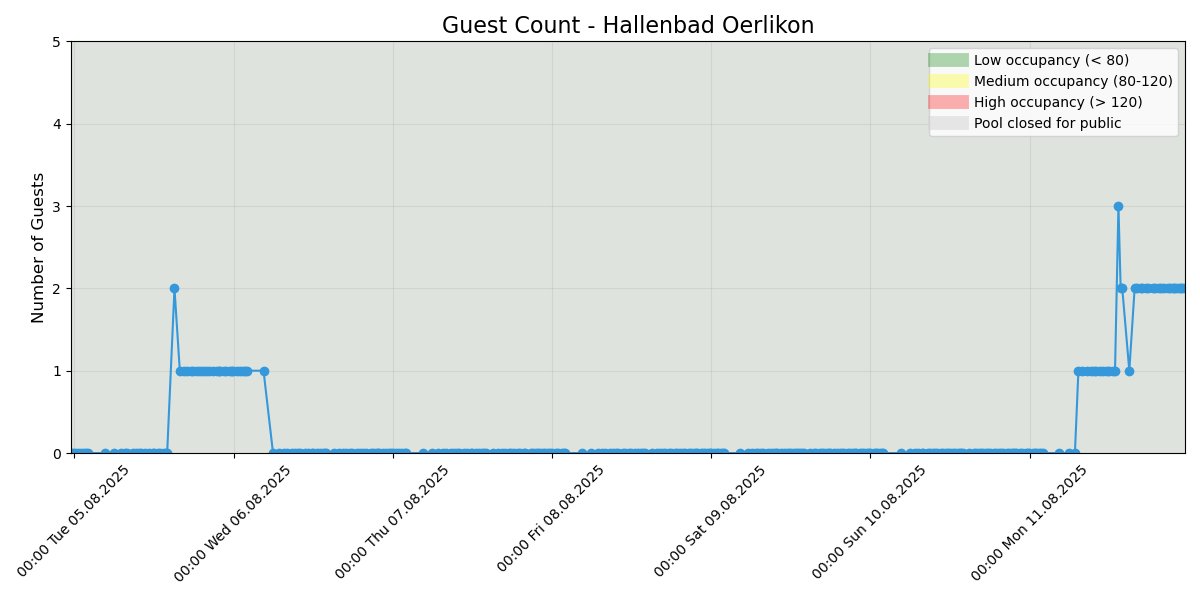 Guest Count - Hallenbad Oerlikon
Low occupancy (< 80)
Medium occupancy (80-120)
High occupancy (> 120)
Pool closed for public
Number of Guests
5
4
3
2
1
0
00:00 Tue 05.08.2025
00:00 Wed 06.08.2025
00:00 Thu 07.08.2025
00:00 Fri 08.08.2025
00:00 Sat 09.08.2025
00:00 Sun 10.08.2025
00:00 Mon 11.08.2025